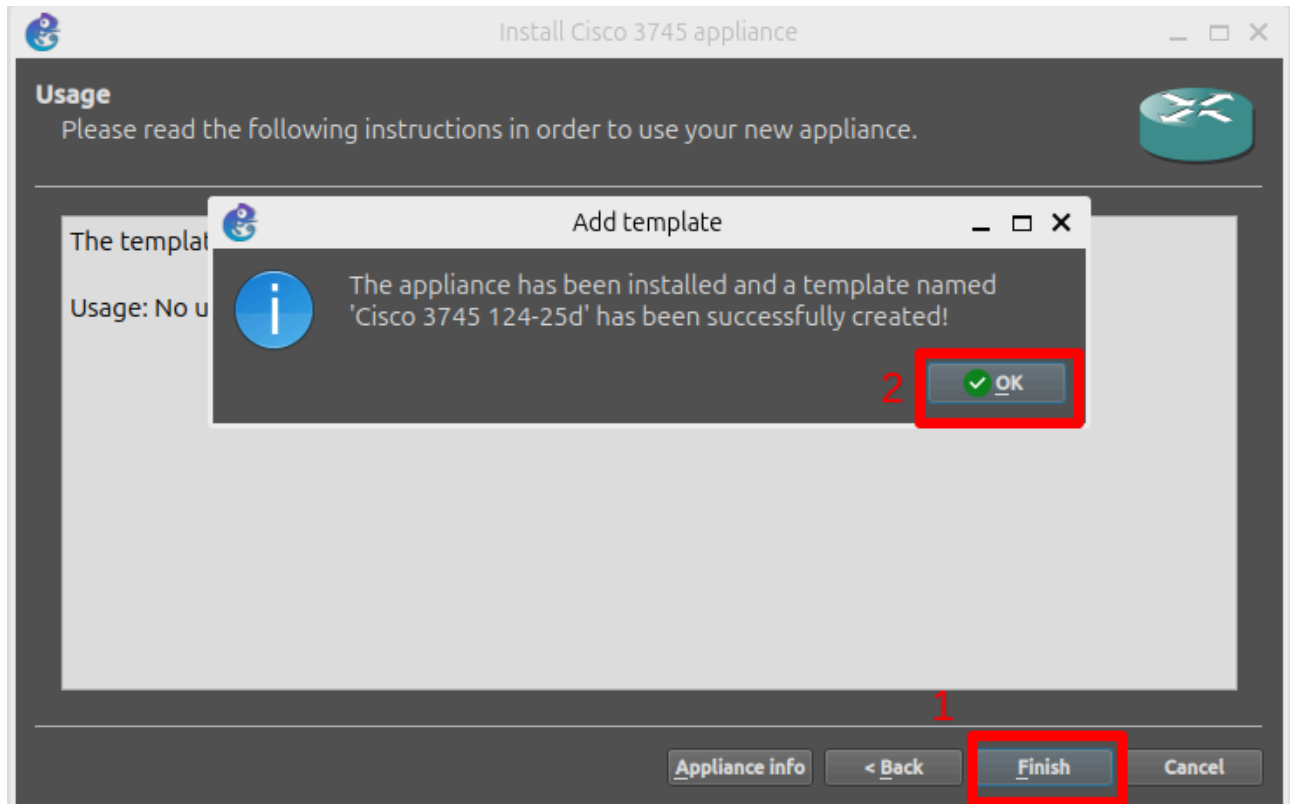 Install Cisco 3745 appliance
Usage
Please read the following instructions in order to use your new appliance.
Add template
The templat
The appliance has been installed and a template named
Usage: No u
'Cisco 3745 124-25d' has been successfully created!
2
OK
1
Appliance info
< Back
Finish
Cancel